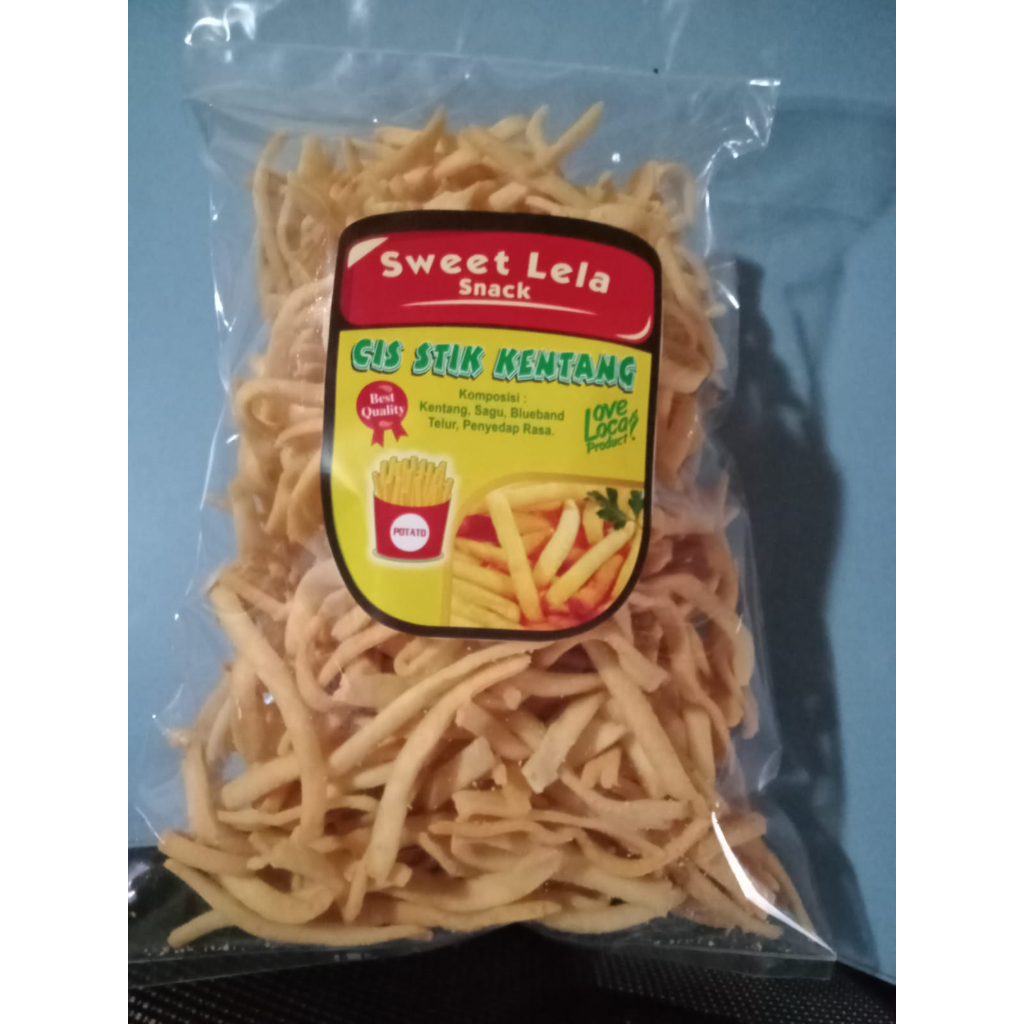 Sweet Lela
Snack
CIS STIK KENTANG
Best
Quality
Komposisi :
Kentang, Sagu, Blueband
Telur, Penyedap Rasa.
Love
Local
Product
POTATO